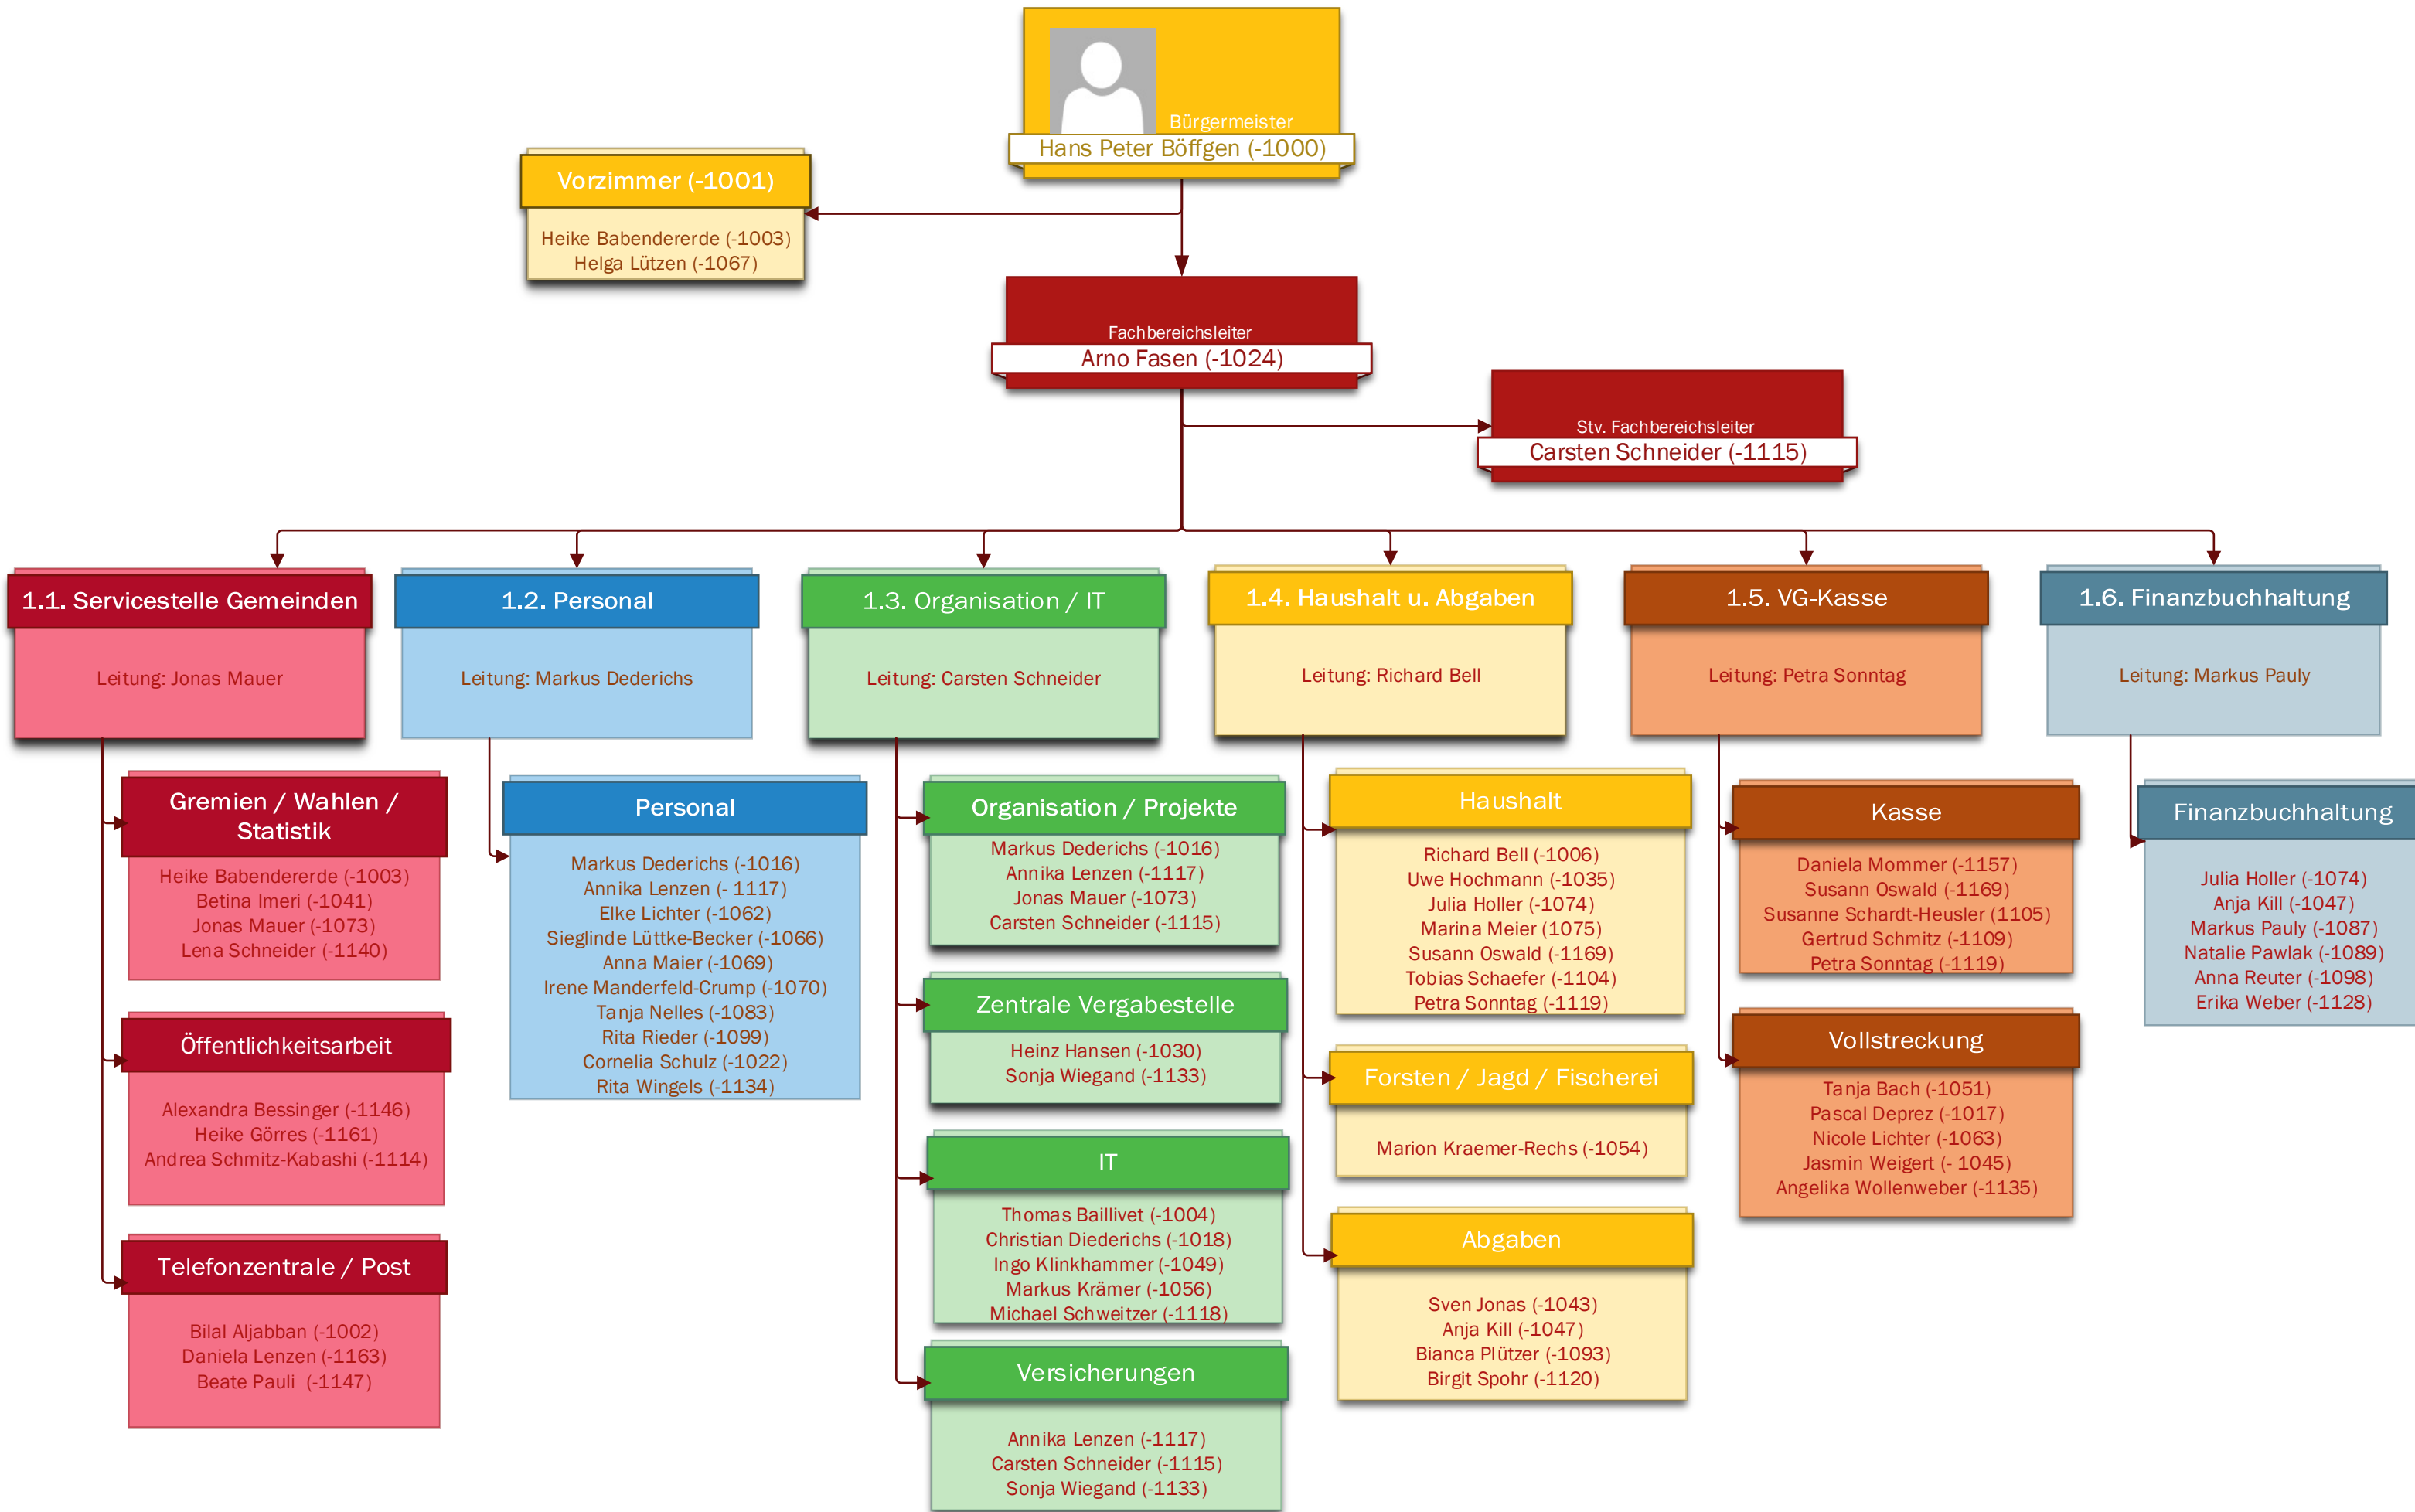 Bürgermeister
Hans Peter Böffgen (-1000)
Vorzimmer (-1001)
Heike Babendererde (-1003)
Helga Lützen (-1067)
Fachbereichsleiter
Arno Fasen (-1024)
Stv. Fachbereichsleiter
Carsten Schneider (-1115)
1.1. Servicestelle Gemeinden
Leitung: Jonas Mauer
Gremien / Wahlen /
Statistik
Heike Babendererde (-1003)
Betina Imeri (-1041)
Jonas Mauer (-1073)
Lena Schneider (-1140)
Öffentlichkeitsarbeit
Alexandra Bessinger (-1146)
Heike Görres (-1161)
Andrea Schmitz-Kabashi (-1114)
Telefonzentrale / Post
Bilal Aljabban (-1002)
Daniela Lenzen (-1163)
Beate Pauli  (-1147)
1.2. Personal
Leitung: Markus Dederichs
Personal
Markus Dederichs (-1016)
Annika Lenzen (- 1117)
Elke Lichter (-1062)
Sieglinde Lüttke-Becker (-1066)
Anna Maier (-1069)
Irene Manderfeld-Crump (-1070)
Tanja Nelles (-1083)
Rita Rieder (-1099)
Cornelia Schulz (-1022)
Rita Wingels (-1134)
1.3. Organisation / IT
Leitung: Carsten Schneider
Organisation / Projekte
Markus Dederichs (-1016)
Annika Lenzen (-1117)
Jonas Mauer (-1073)
Carsten Schneider (-1115)
Zentrale Vergabestelle
Heinz Hansen (-1030)
Sonja Wiegand (-1133)
IT
Thomas Baillivet (-1004)
Christian Diederichs (-1018)
Ingo Klinkhammer (-1049)
Markus Krämer (-1056)
Michael Schweitzer (-1118)
Versicherungen
Annika Lenzen (-1117)
Carsten Schneider (-1115)
Sonja Wiegand (-1133)
1.4. Haushalt u. Abgaben
Leitung: Richard Bell
Haushalt
Richard Bell (-1006)
Uwe Hochmann (-1035)
Julia Holler (-1074)
Marina Meier (1075)
Susann Oswald (-1169)
Tobias Schaefer (-1104)
Petra Sonntag (-1119)
Forsten / Jagd / Fischerei
Marion Kraemer-Rechs (-1054)
Abgaben
Sven Jonas (-1043)
Anja Kill (-1047)
Bianca Plützer (-1093)
Birgit Spohr (-1120)
1.5. VG-Kasse
Leitung: Petra Sonntag
Kasse
Daniela Mommer (-1157)
Susann Oswald (-1169)
Susanne Schardt-Heusler (1105)
Gertrud Schmitz (-1109)
Petra Sonntag (-1119)
Vollstreckung
Tanja Bach (-1051)
Pascal Deprez (-1017)
Nicole Lichter (-1063)
Jasmin Weigert (- 1045)
Angelika Wollenweber (-1135)
1.6. Finanzbuchhaltung
Leitung: Markus Pauly
Finanzbuchhaltung
Julia Holler (-1074)
Anja Kill (-1047)
Markus Pauly (-1087)
Natalie Pawlak (-1089)
Anna Reuter (-1098)
Erika Weber (-1128)